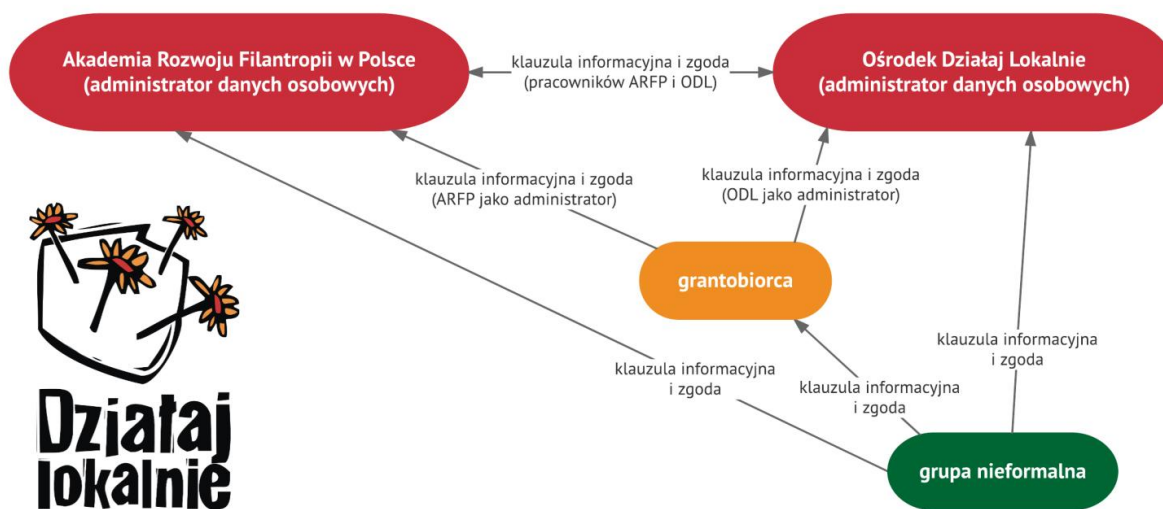 Akademia Rozwoju Filantropii w Polsce
(administrator danych osobowych)
klauzula informacyjna i zgoda
(pracowników ARFP i ODL)
Ośrodek Działaj Lokalnie
(administrator danych osobowych)
klauzula informacyjna i zgoda
(ARFP jako administrator)
klauzula informacyjna i zgoda
(ODL jako administrator)
grantobiorca
klauzula informacyjna
i zgoda
klauzula informacyjna
i zgoda
klauzula informacyjna
i zgoda
grupa nieformalna
Działaj
lokalnie